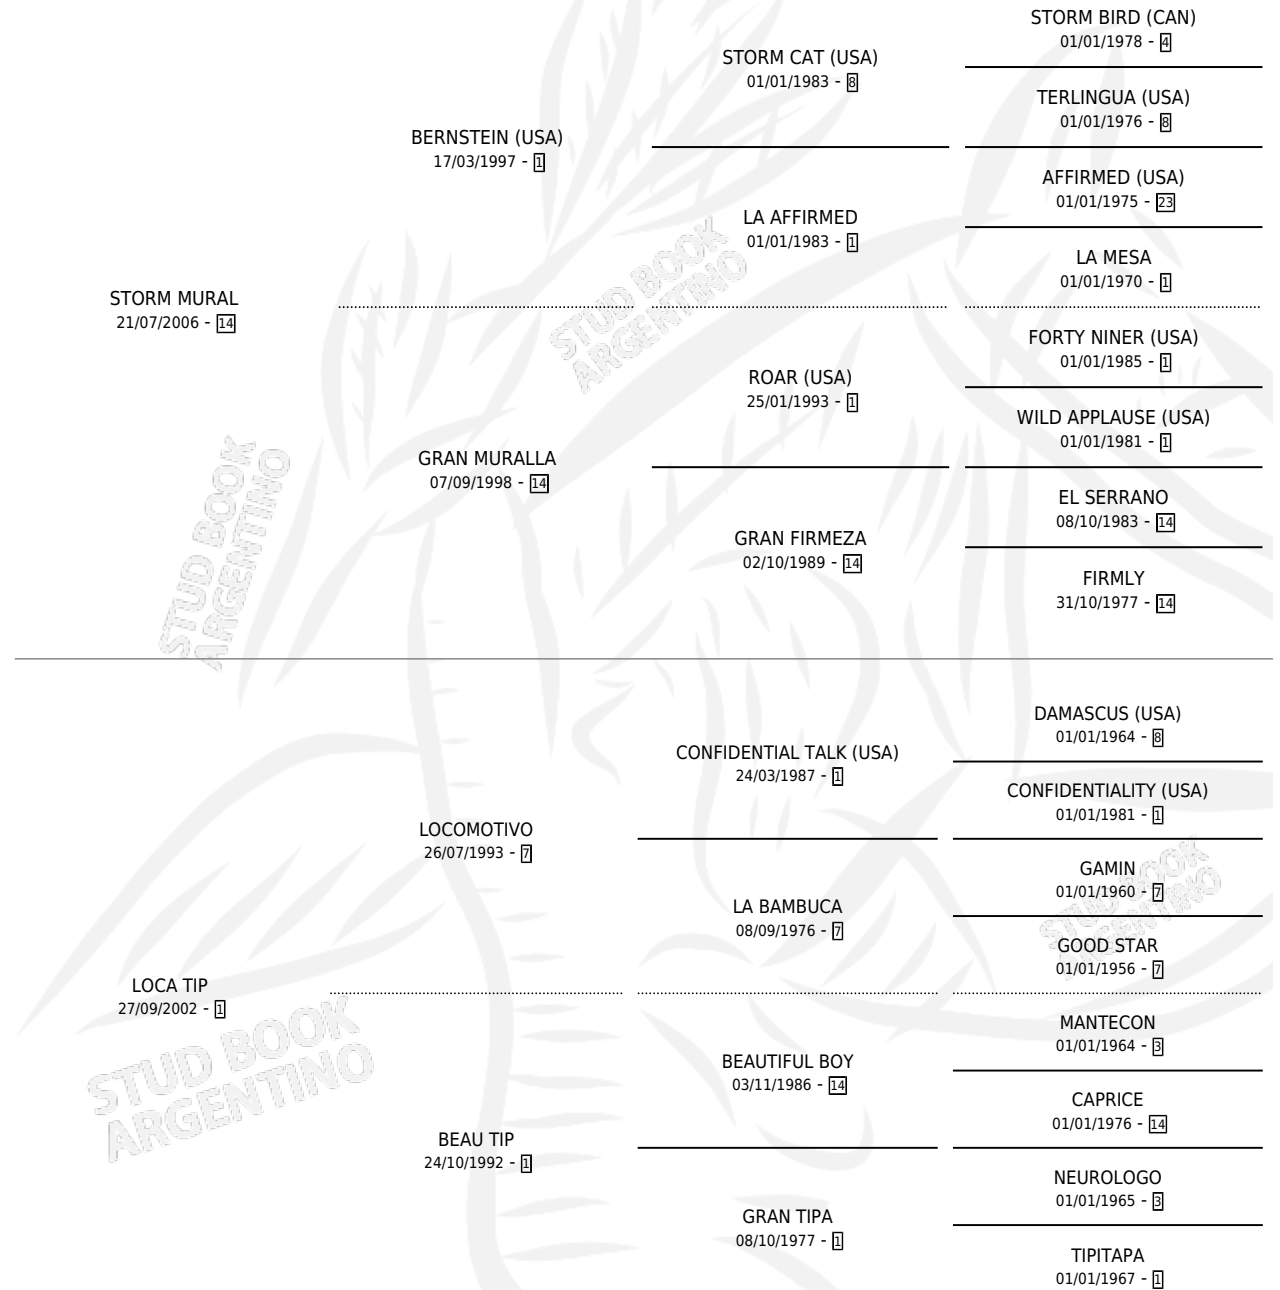 STORM BIRD (CAN)
01/01/1978 - 4
STORM CAT (USA)
01/01/1983 - 8
TERLINGUA (USA)
01/01/1976 - 8
BERNSTEIN (USA)
17/03/1997 - 1
AFFIRMED (USA)
01/01/1975 - 23
LA AFFIRMED
01/01/1983 - 1
LA MESA
01/01/1970 - 1
STORM MURAL
21/07/2006 - 14
FORTY NINER (USA)
01/01/1985 - 1
ROAR (USA)
25/01/1993 - 1
WILD APPLAUSE (USA)
01/01/1981 - 1
GRAN MURALLA
07/09/1998 - 14
EL SERRANO
08/10/1983 - 14
GRAN FIRMEZA
02/10/1989 - 14
FIRMLY
31/10/1977 - 14
DAMASCUS (USA)
01/01/1964 - 8
CONFIDENTIAL TALK (USA)
24/03/1987 - 1
CONFIDENTIALITY (USA)
01/01/1981 - 1
LOCOMOTIVO
26/07/1993 - 7
GAMIN
01/01/1960 - 7
LA BAMBUCA
08/09/1976 - 7
GOOD STAR
01/01/1956 - 7
LOCA TIP
27/09/2002 - 1
MANTECON
01/01/1964 - 3
BEAUTIFUL BOY
03/11/1986 - 14
CAPRICE
01/01/1976 - 14
BEAU TIP
24/10/1992 - 1
NEUROLOGO
01/01/1965 - 3
GRAN TIPA
08/10/1977 - 1
TIPITAPA
01/01/1967 - 1
STUD BOOK
ARGENTINO
STUD BOOK
ARGENTINO
STUD BOOK
ARGENTINO
STUD BOOK
ARGENTINO